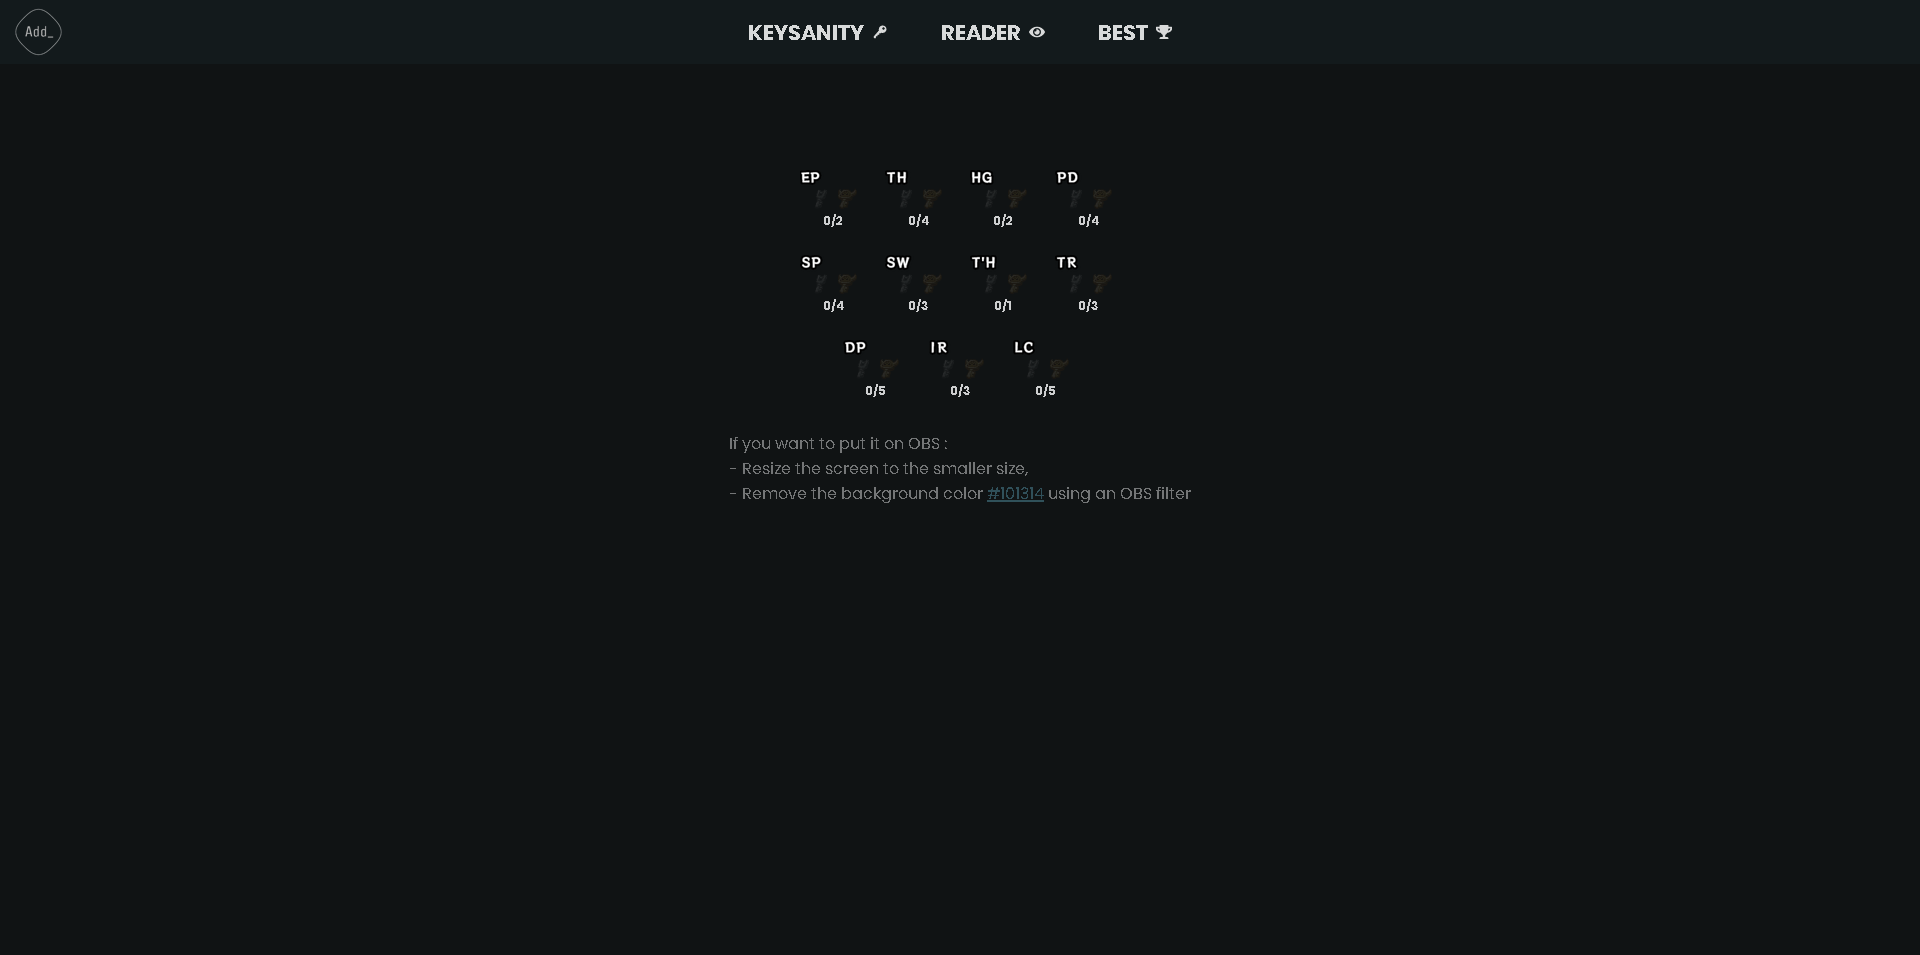 Add_
KEYSANITY READER BEST
EP TH HG PD
0/2 0/4 0/2 0/4
SP SW T'H TR
0/4 0/3 0/1 0/3
DP IR LC
0/5 0/3 0/5
If you want to put it on OBS :
- Resize the screen to the smaller size,
- Remove the background color #101314 using an OBS filter